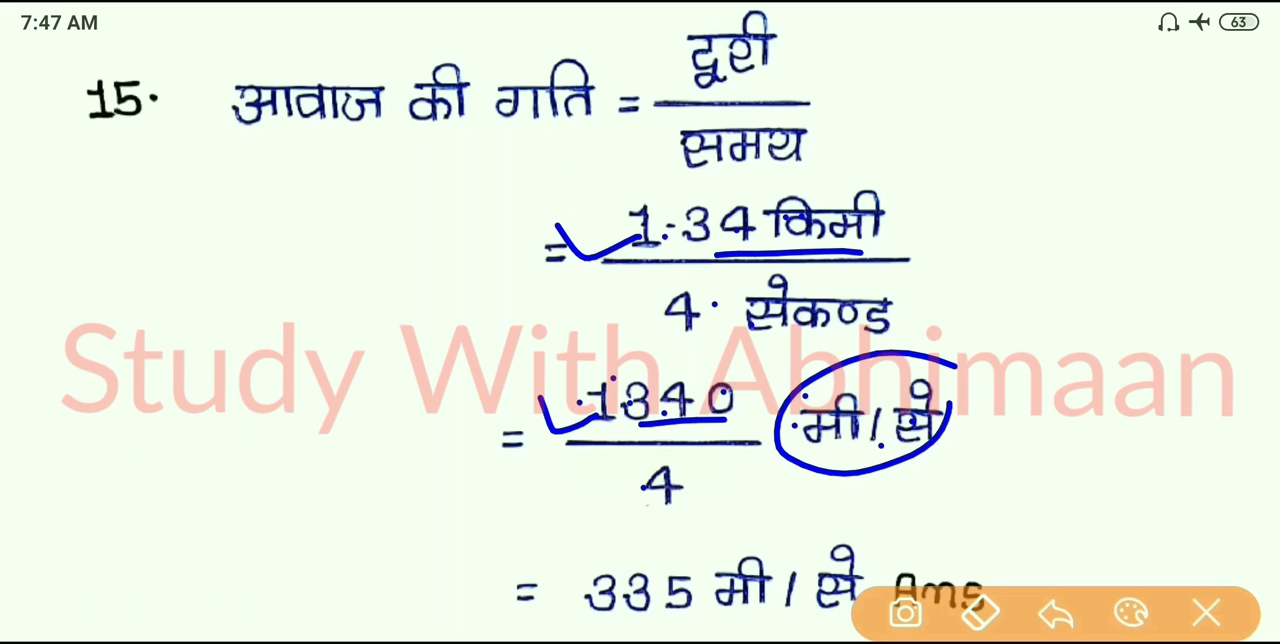 7:47 AM
63
15. आवाज की गति = दूरी
समय
= 1.34 किमी
4 सेकण्ड
Study With Abhimaan
= 1340 मी/से
4
= 335 मी/से Ans